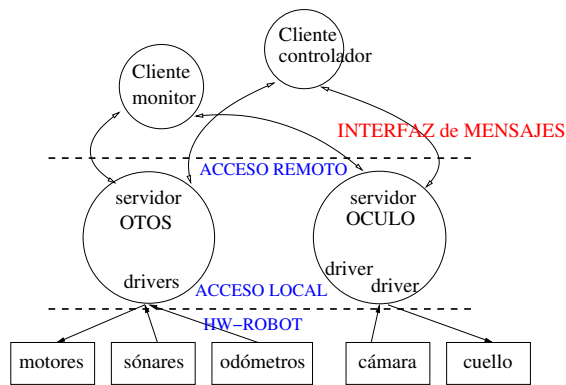 Cliente
controlador
Cliente
monitor
INTERFAZ de MENSAJES
ACCESO REMOTO
servidor
OTOS
servidor
OCULO
drivers
driver
driver
ACCESO LOCAL
HW−ROBOT
motores
sónares
odómetros
cámara
cuello